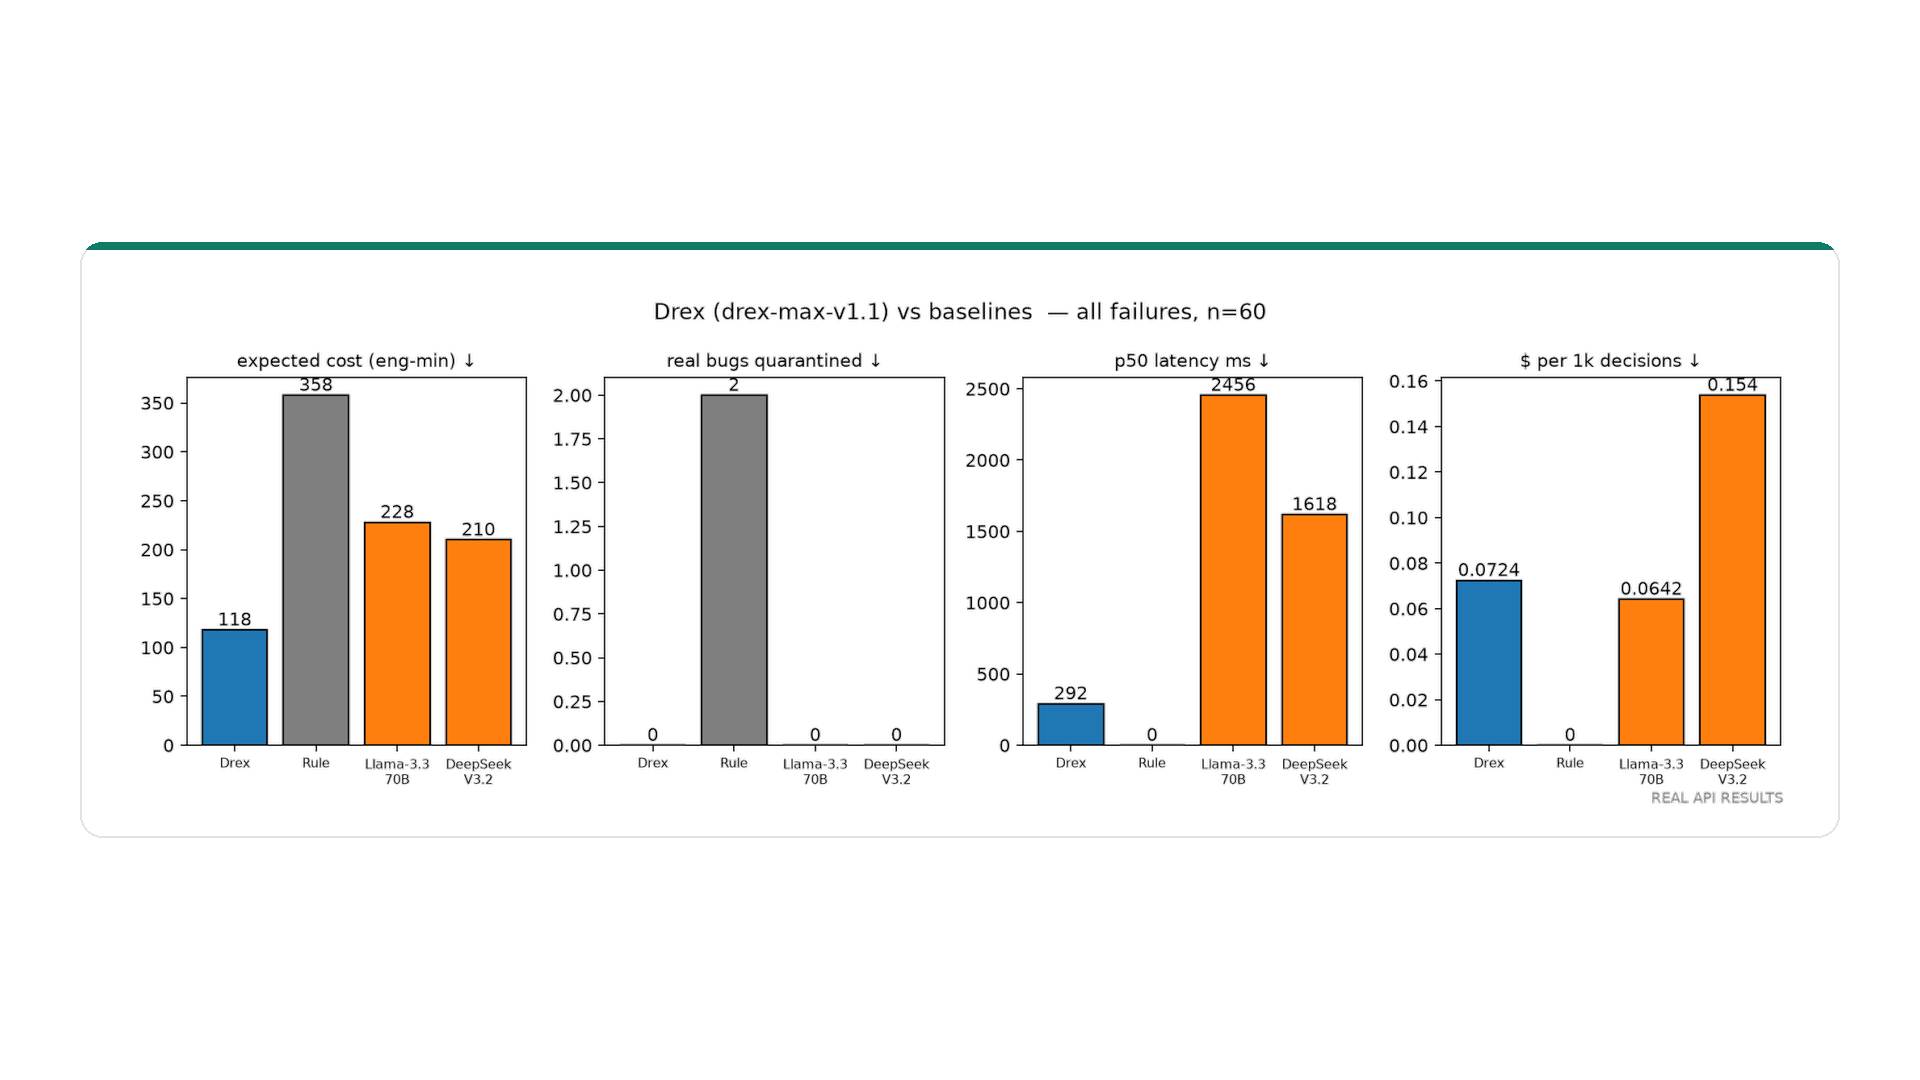 Drex (drex-max-v1.1) vs baselines — all failures, n=60
expected cost (eng-min) ↓
350
300
250
200
150
100
50
0
118
358
228
210
Drex
Rule
Llama-3.3
70B
DeepSeek
V3.2
real bugs quarantined ↓
2.00
1.75
1.50
1.25
1.00
0.75
0.50
0.25
0.00
0
2
0
0
Drex
Rule
Llama-3.3
70B
DeepSeek
V3.2
p50 latency ms ↓
2500
2000
1500
1000
500
0
292
0
2456
1618
Drex
Rule
Llama-3.3
70B
DeepSeek
V3.2
$ per 1k decisions ↓
0.16
0.14
0.12
0.10
0.08
0.06
0.04
0.02
0.00
0.0724
0
0.0642
0.154
Drex
Rule
Llama-3.3
70B
DeepSeek
V3.2
REAL API RESULTS